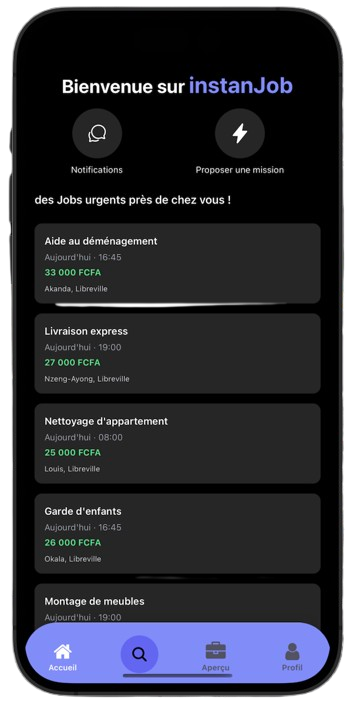 Bienvenue sur instanJob
Notifications
Proposer une mission
des Jobs urgents près de chez vous !
Aide au déménagement
Aujourd'hui · 16:45
33 000 FCFA
Akanda, Libreville
Livraison express
Aujourd'hui · 19:00
27 000 FCFA
Nzeng-Ayong, Libreville
Nettoyage d'appartement
Aujourd'hui · 08:00
25 000 FCFA
Louis, Libreville
Garde d'enfants
Aujourd'hui · 16:45
26 000 FCFA
Okala, Libreville
Montage de meubles
Aujourd'hui · 19:00
Accueil
Aperçu
Profil